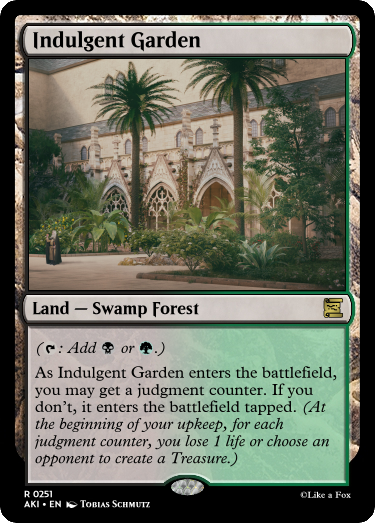 Indulgent Garden
Land — Swamp Forest
(: Add or .)
As Indulgent Garden enters the battlefield,
you may get a judgment counter. If you
don't, it enters the battlefield tapped. (At
the beginning of your upkeep, for each
judgment counter, you lose 1 life or choose an
opponent to create a Treasure.)
R 0251
AKI • EN Tobias Schmutz
©Like a Fox